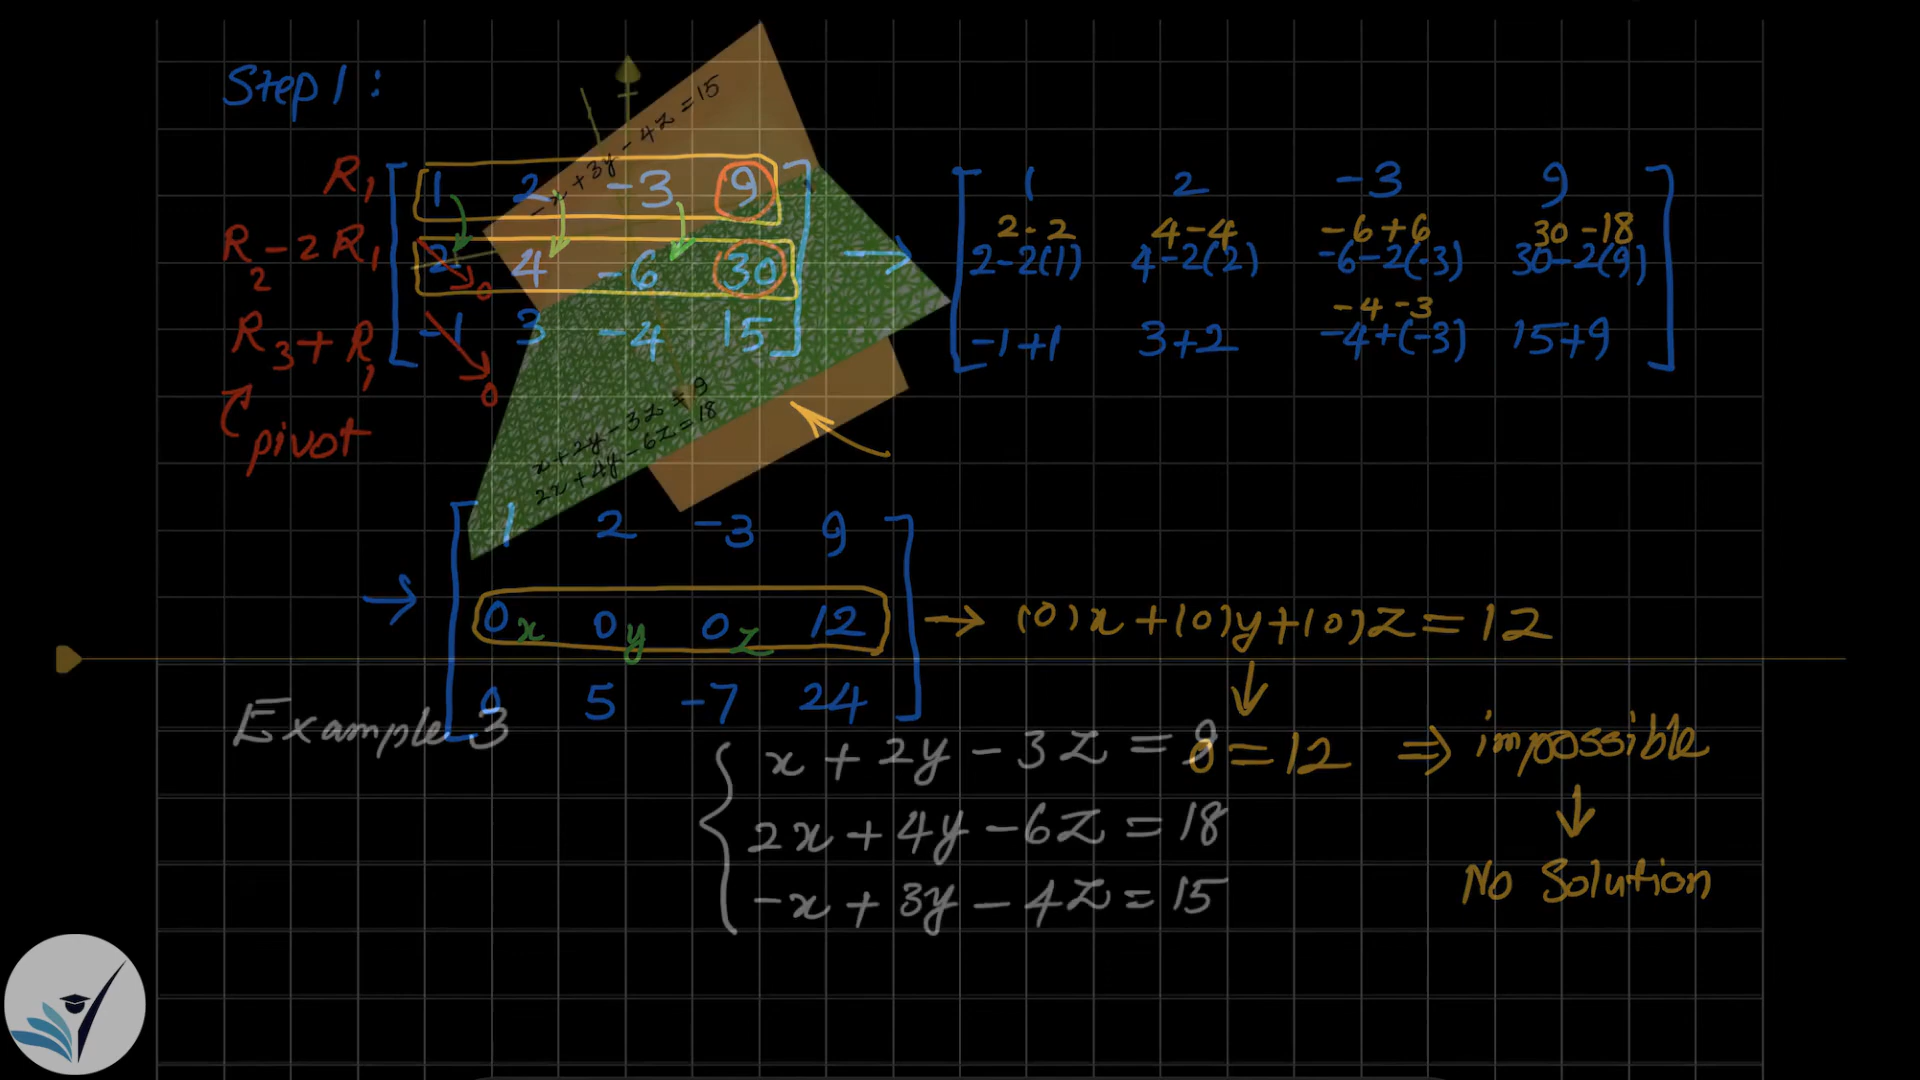 Step 1 :
-x + 3y - 4z = 15
R₁ [ 1 2 -3 9 ] → [ 1 2 -3 9 ]
2-2 4-4 -6+6 30-18
R₂ - 2R₁ 2 4 -6 30 2-2(1) 4-2(2) -6-2(-3) 30-2(9)
0
-4-3
R₃ + R₁ -1 3 -4 15 -1+1 3+2 -4+(-3) 15+9
0
pivot
x + 2y - 3z = 9
2x + 4y - 6z = 18
→ [ 1 2 -3 9 ]
0x 0y 0z 12 → (0)x + (0)y + (0)z = 12
0 5 -7 24
↓
Example 3
0 = 12 ⇒ impossible
↓
No Solution
{ x + 2y - 3z = 9
2x + 4y - 6z = 18
-x + 3y - 4z = 15